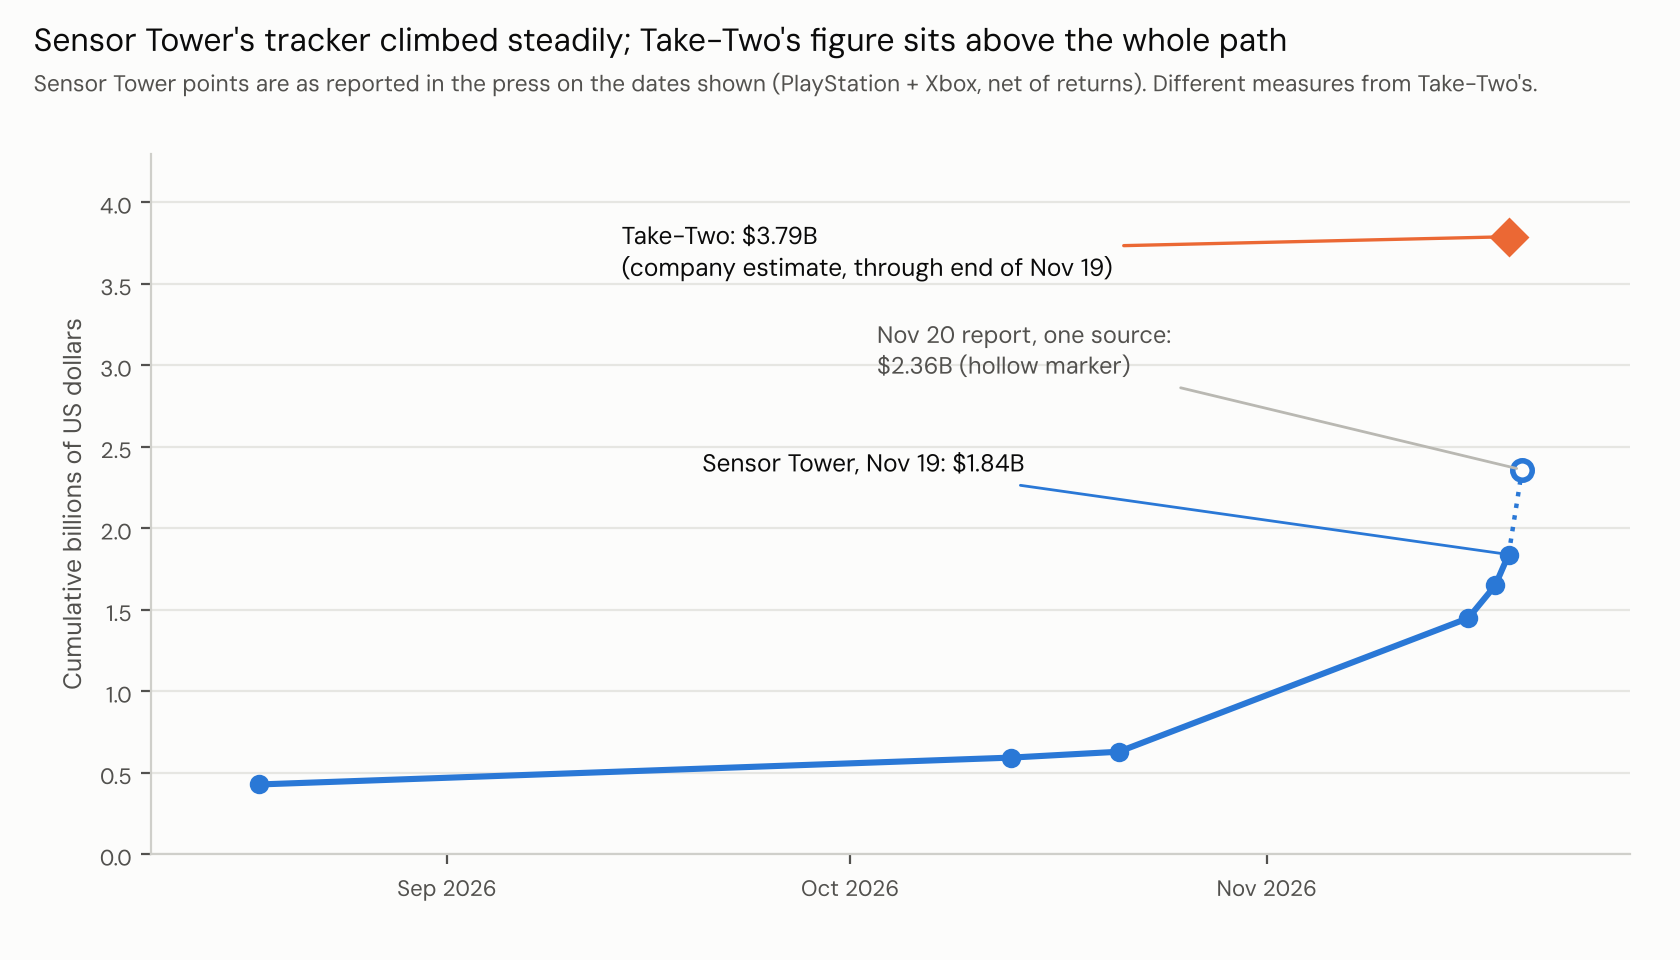 Sensor Tower's tracker climbed steadily; Take-Two's figure sits above the whole path
Sensor Tower points are as reported in the press on the dates shown (PlayStation + Xbox, net of returns). Different measures from Take-Two's.
Cumulative billions of US dollars
4.0
3.5
3.0
2.5
2.0
1.5
1.0
0.5
0.0
Take-Two: $3.79B
(company estimate, through end of Nov 19)
Nov 20 report, one source:
$2.36B (hollow marker)
Sensor Tower, Nov 19: $1.84B
Sep 2026
Oct 2026
Nov 2026